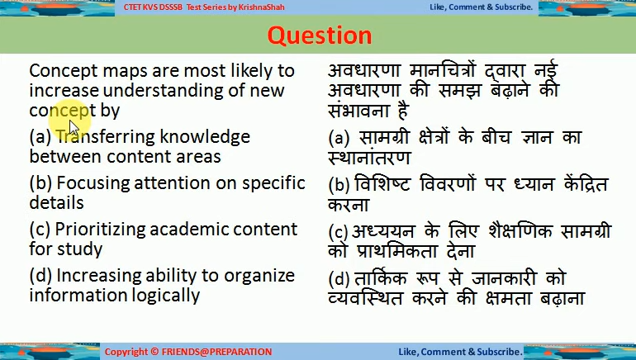 CTET KVS DSSSB Test Series by KrishnaShah
Like, Comment & Subscribe.
Question
Concept maps are most likely to
increase understanding of new
concept by
(a) Transferring knowledge
between content areas
(b) Focusing attention on specific
details
(c) Prioritizing academic content
for study
(d) Increasing ability to organize
information logically
अवधारणा मानचित्रों द्वारा नई
अवधारणा की समझ बढ़ाने की
संभावना है
(a) सामग्री क्षेत्रों के बीच ज्ञान का
स्थानांतरण
(b) विशिष्ट विवरणों पर ध्यान केंद्रित
करना
(c) अध्ययन के लिए शैक्षणिक सामग्री
को प्राथमिकता देना
(d) तार्किक रूप से जानकारी को
व्यवस्थित करने की क्षमता बढ़ाना
Copyright © FRIENDS@PREPARATION
Like, Comment & Subscribe.